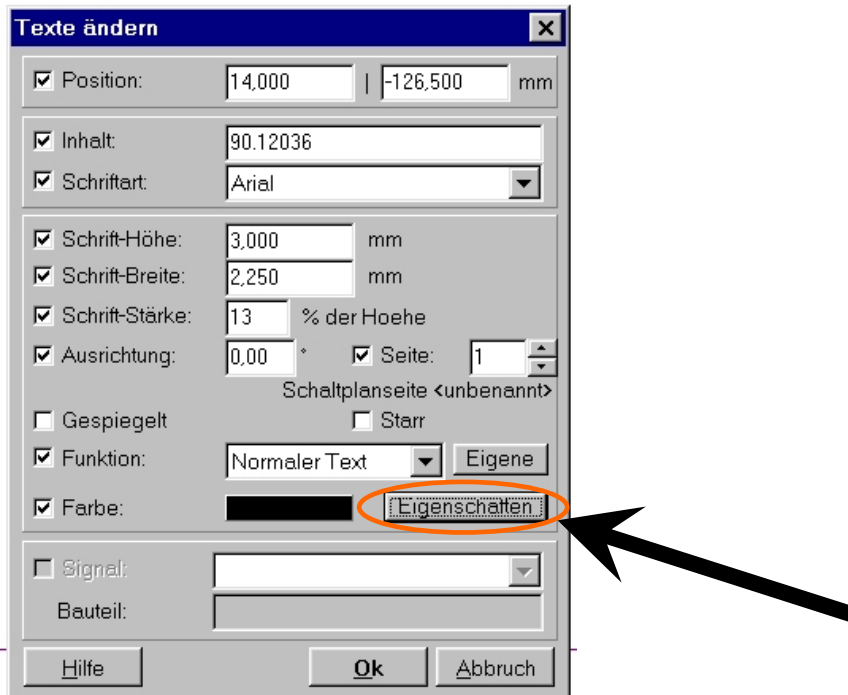 Texte ändern
Position: 14,000 | -126,500 mm
Inhalt: 90.12036
Schriftart: Arial
Schrift-Höhe: 3,000 mm
Schrift-Breite: 2,250 mm
Schrift-Stärke: 13 % der Hoehe
Ausrichtung: 0,00 ° Seite: 1
Schaltplanseite <unbenannt>
Gespiegelt Starr
Funktion: Normaler Text Eigene
Farbe: Eigenschaften
Signal:
Bauteil:
Hilfe Ok Abbruch